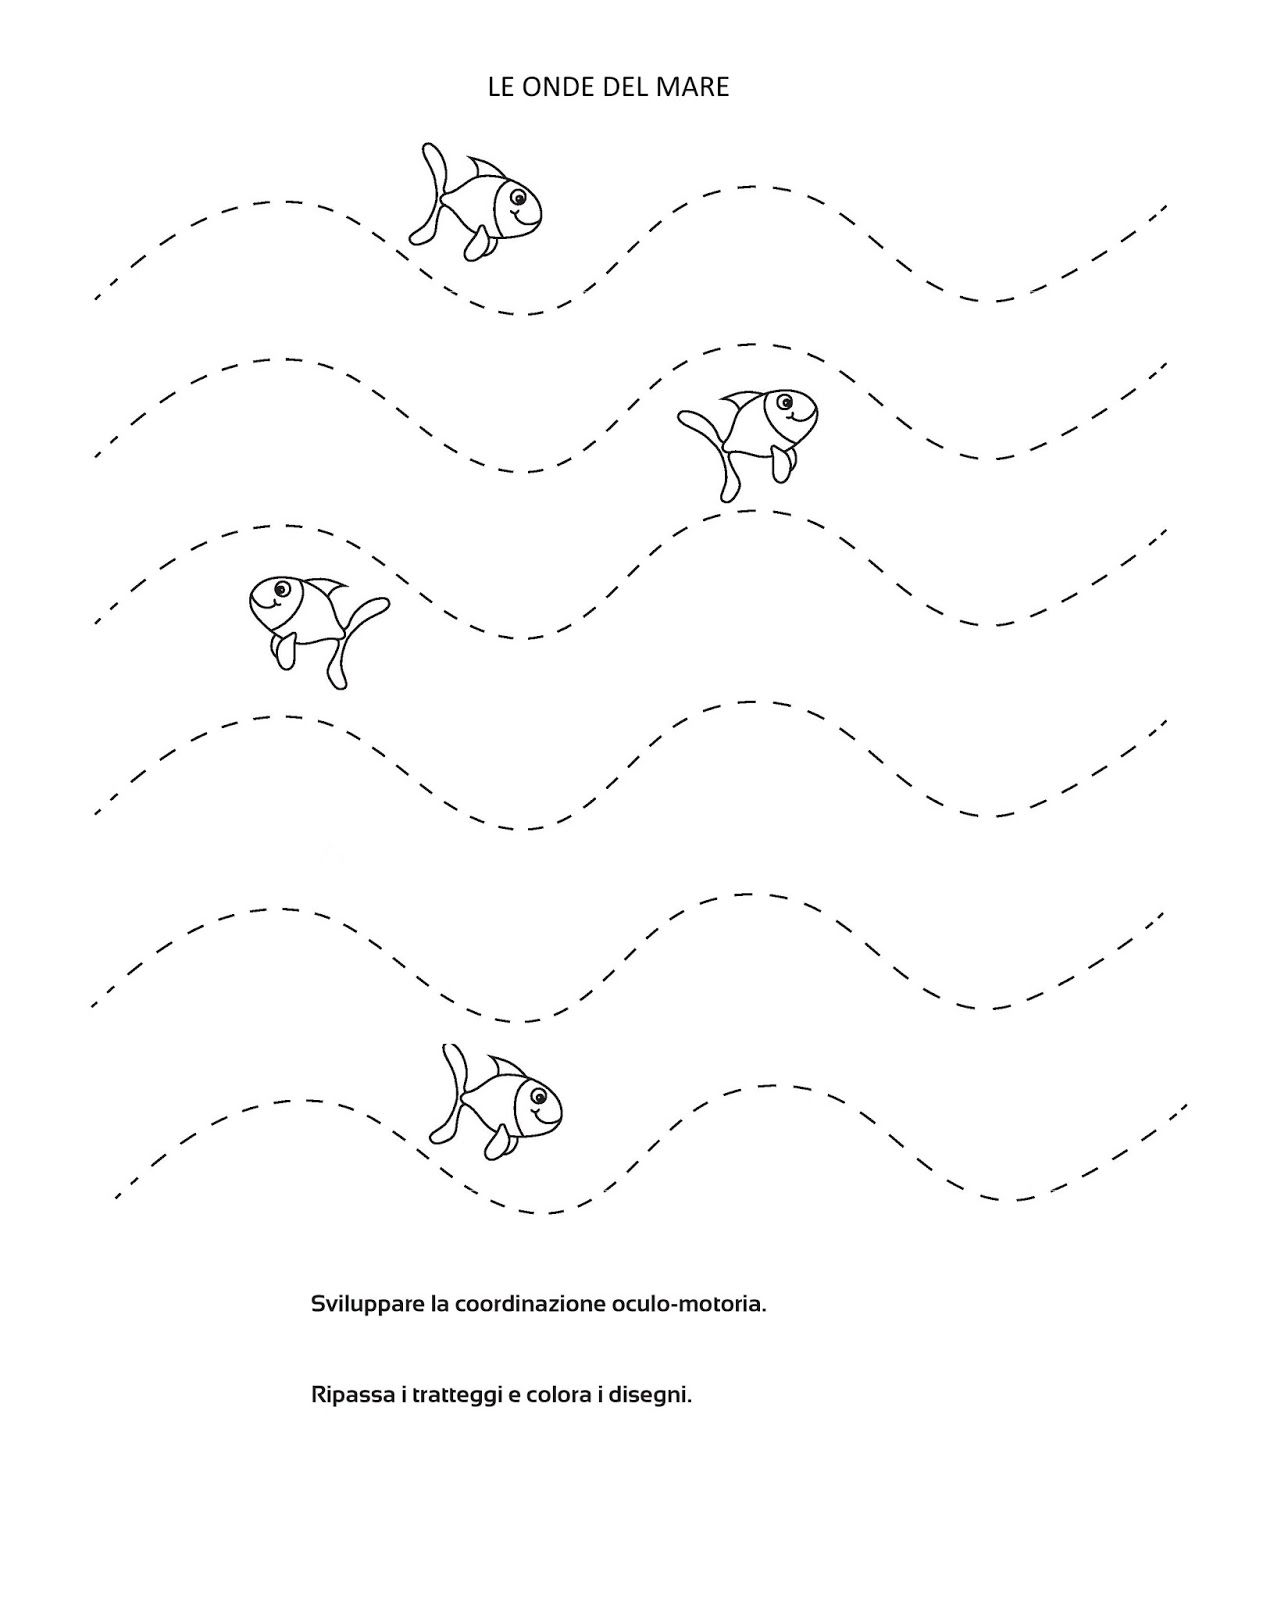 LE ONDE DEL MARE
Sviluppare la coordinazione oculo-motoria.
Ripassa i tratteggi e colora i disegni.